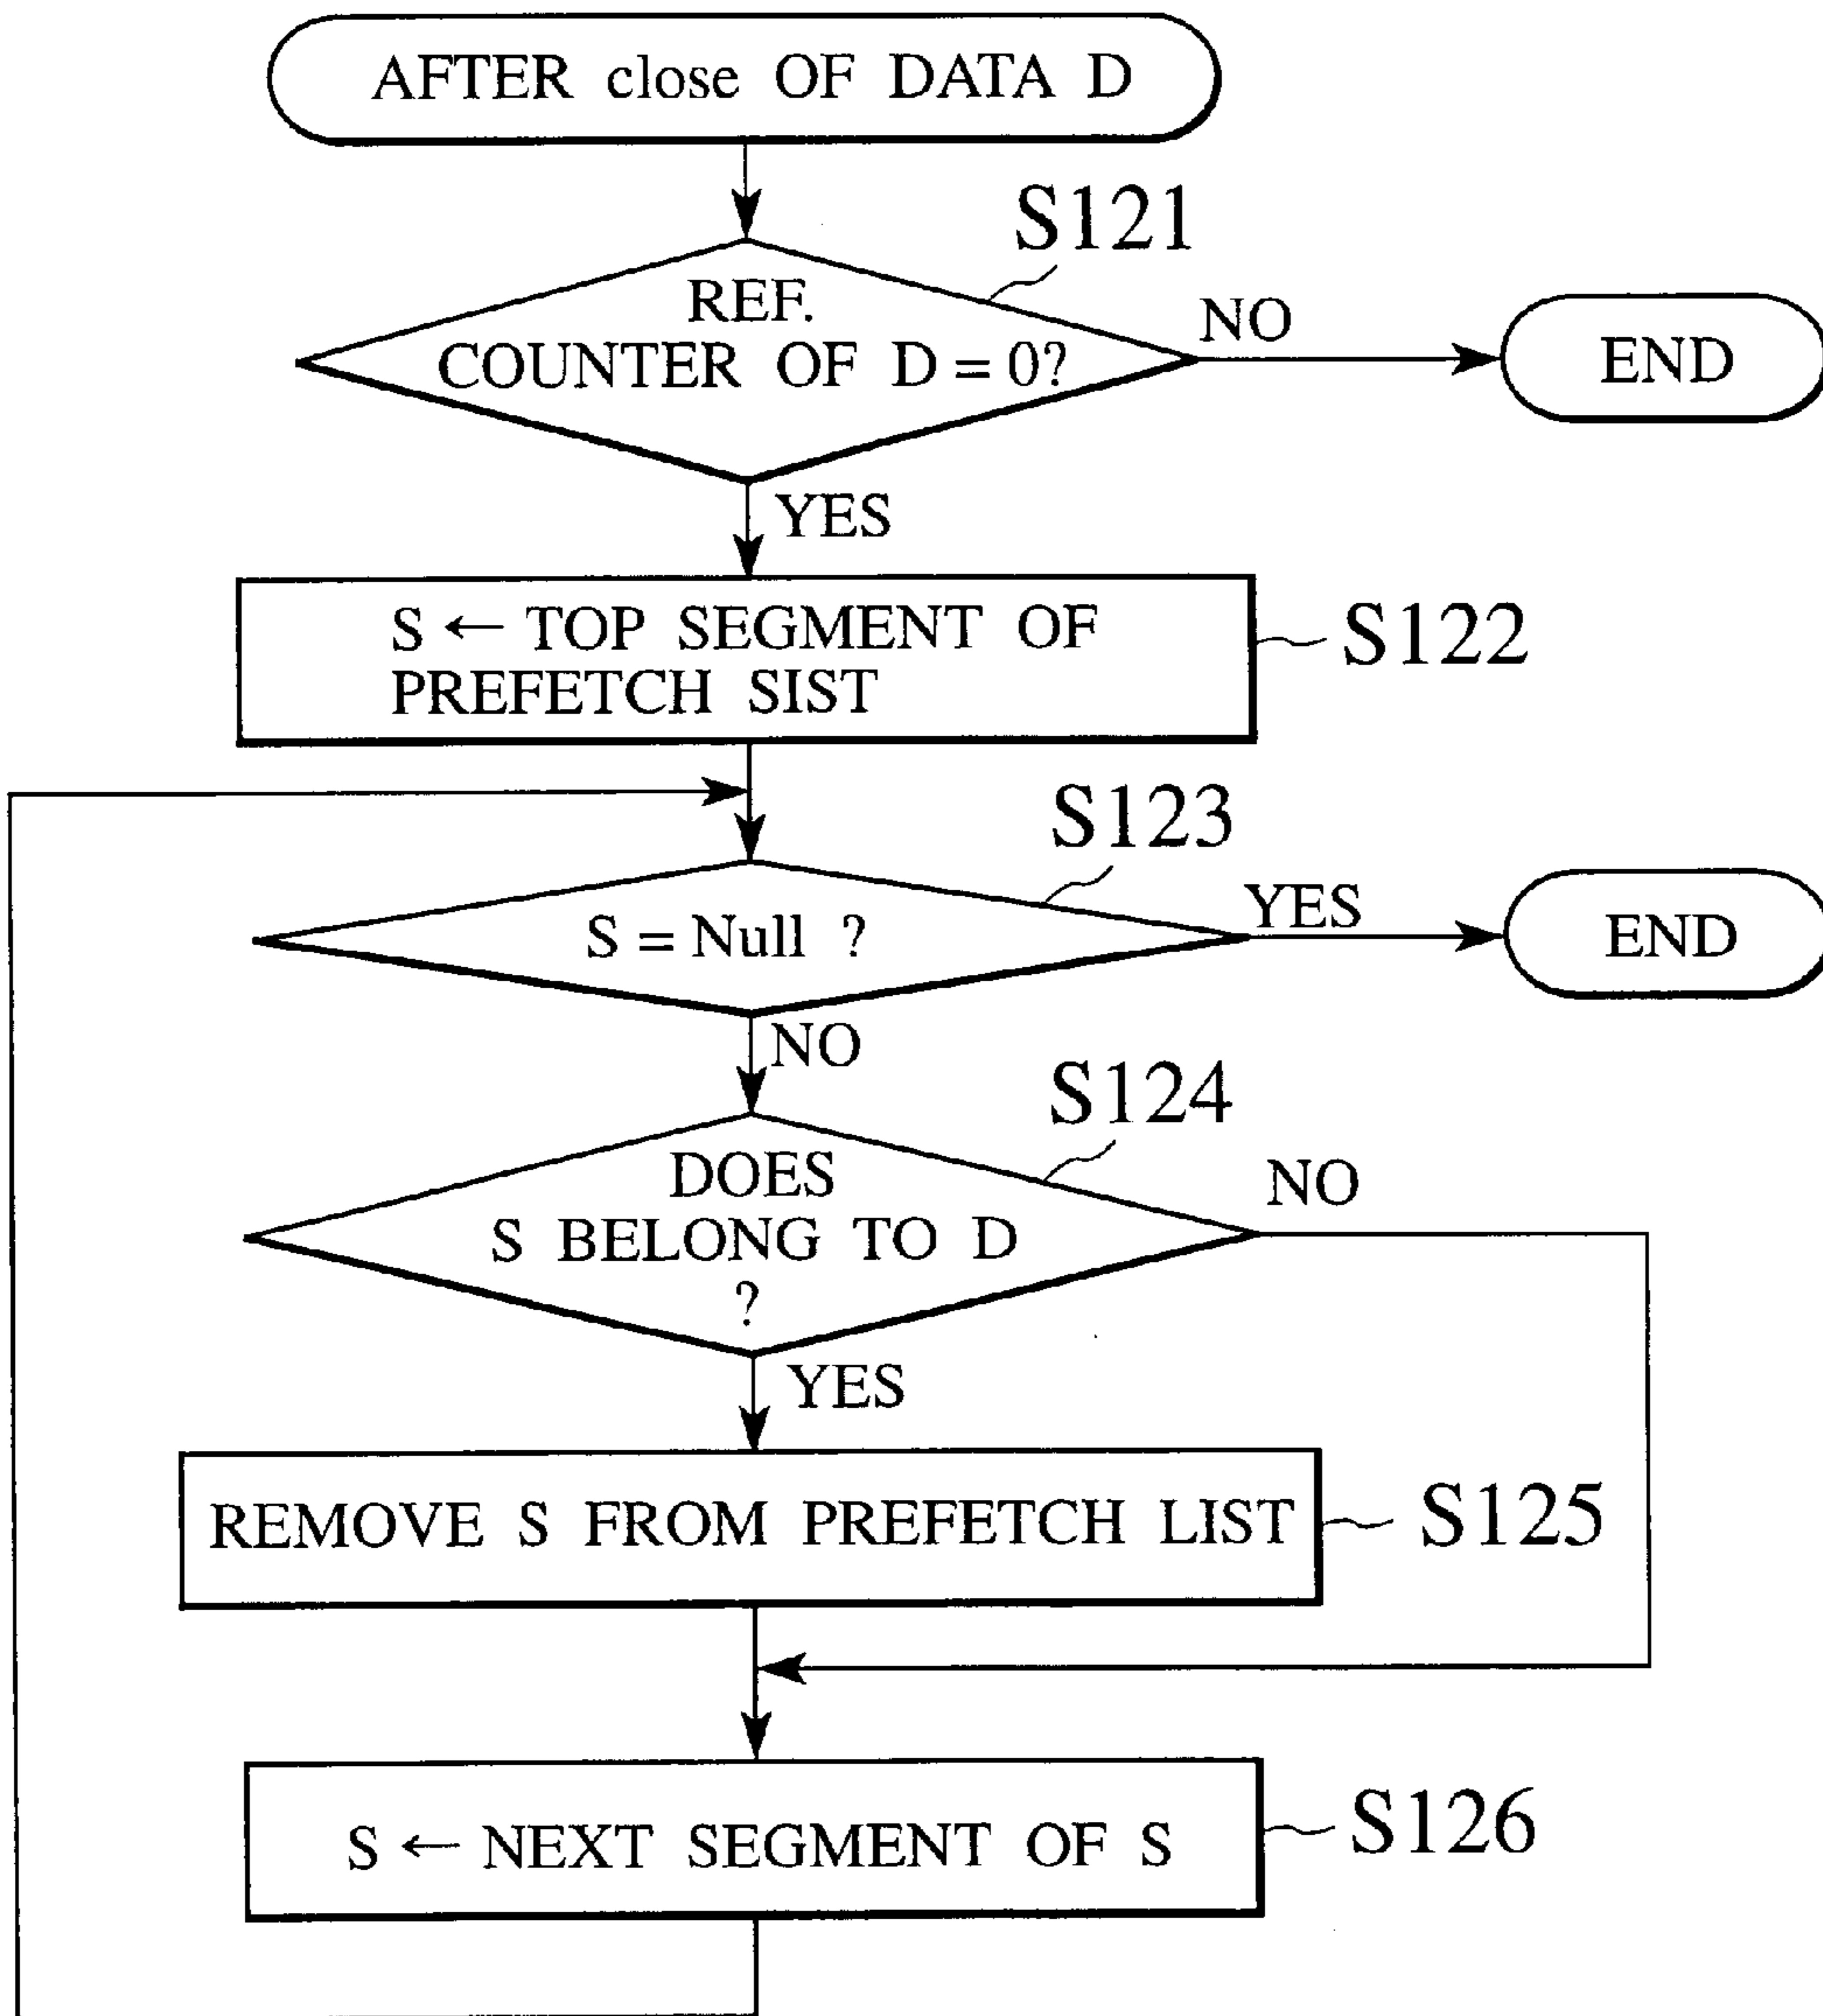 AFTER close OF DATA D
S121
REF.
COUNTER OF D = 0?
NO
END
YES
S ← TOP SEGMENT OF
PREFETCH SIST
S122
S123
S = Null ?
YES
END
NO
S124
DOES
S BELONG TO D
?
NO
YES
REMOVE S FROM PREFETCH LIST
S125
S ← NEXT SEGMENT OF S
S126